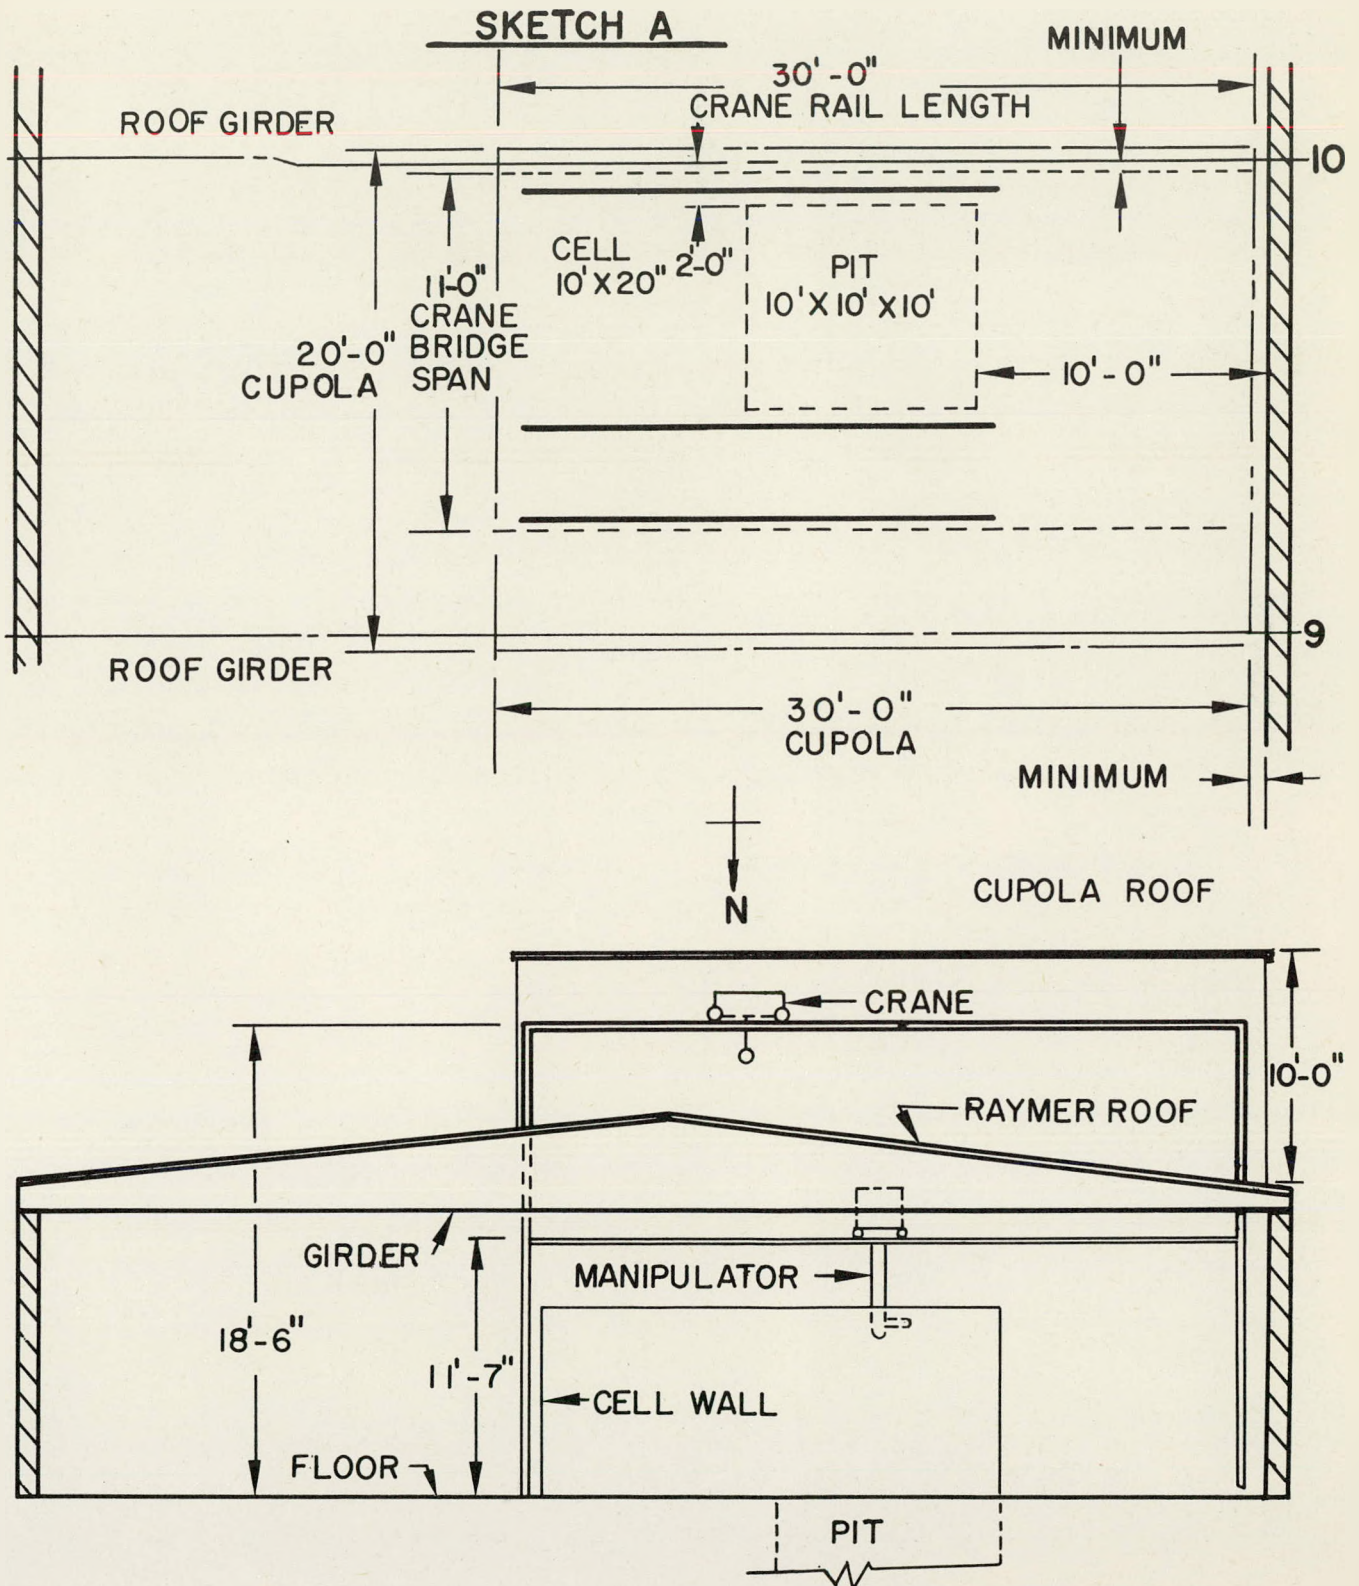 SKETCH A
MINIMUM
30'-0"
CRANE RAIL LENGTH
ROOF GIRDER
10
CELL
10'X20"
2'-0"
PIT
10'X10'X10'
11'-0"
CRANE
BRIDGE
SPAN
20'-0"
CUPOLA
10'-0"
9
ROOF GIRDER
30'-0"
CUPOLA
MINIMUM
N
CUPOLA ROOF
CRANE
10'-0"
RAYMER ROOF
GIRDER
MANIPULATOR
18'-6"
11'-7"
CELL WALL
FLOOR
PIT